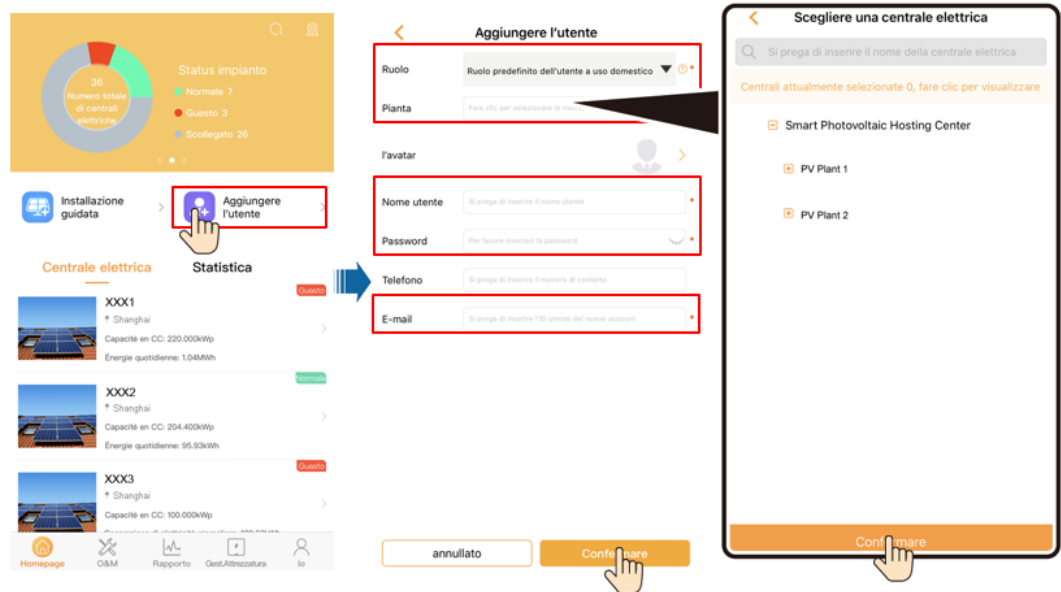 36
Numero totale
di centrali
elettriche
Status impianto
Normale 7
Guasto 3
Scollegato 26
Installazione
guidata
Aggiungere
l'utente
Centrale elettrica
Statistica
Guasto
XXX1
Shanghai
Capacité en CC: 220.000kWp
Énergie quotidienne: 1.04MWh
Normale
XXX2
Shanghai
Capacité en CC: 204.400kWp
Énergie quotidienne: 95.93kWh
Guasto
XXX3
Shanghai
Capacité en CC: 100.000kWp
Homepage
O&M
Rapporto
Gest.Attrezzatura
Io
Aggiungere l'utente
Ruolo
Ruolo predefinito dell'utente a uso domestico
*
Pianta
Fare clic per selezionare le
l'avatar
Nome utente
Si prega di inserire il nome utente
*
Password
Per favore inserisci la password
*
Telefono
Si prega di inserire il numero di contatto
E-mail
Si prega di inserire l'ID utente del nuovo account
*
annullato
Confermare
Scegliere una centrale elettrica
Si prega di inserire il nome della centrale elettrica
Centrali attualmente selezionate 0, fare clic per visualizzare
Smart Photovoltaic Hosting Center
PV Plant 1
PV Plant 2
Confermare